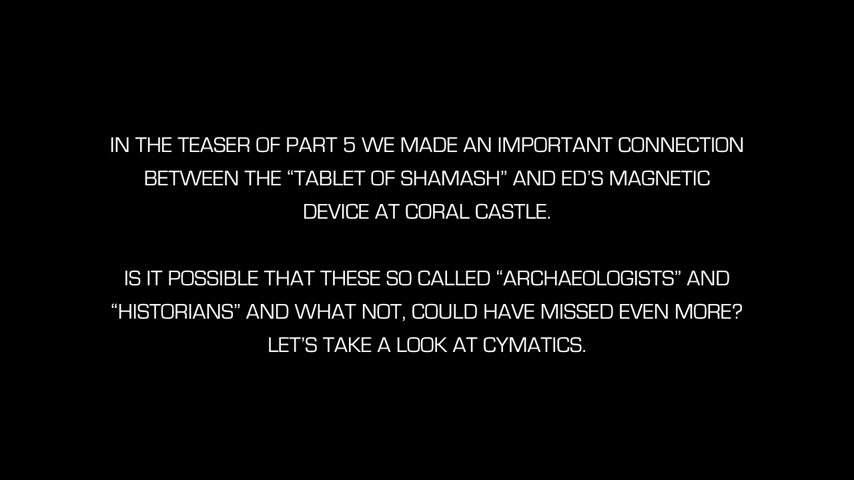 IN THE TEASER OF PART 5 WE MADE AN IMPORTANT CONNECTION
BETWEEN THE “TABLET OF SHAMASH” AND ED’S MAGNETIC
DEVICE AT CORAL CASTLE.
IS IT POSSIBLE THAT THESE SO CALLED “ARCHAEOLOGISTS” AND
“HISTORIANS” AND WHAT NOT, COULD HAVE MISSED EVEN MORE?
LET’S TAKE A LOOK AT CYMATICS.